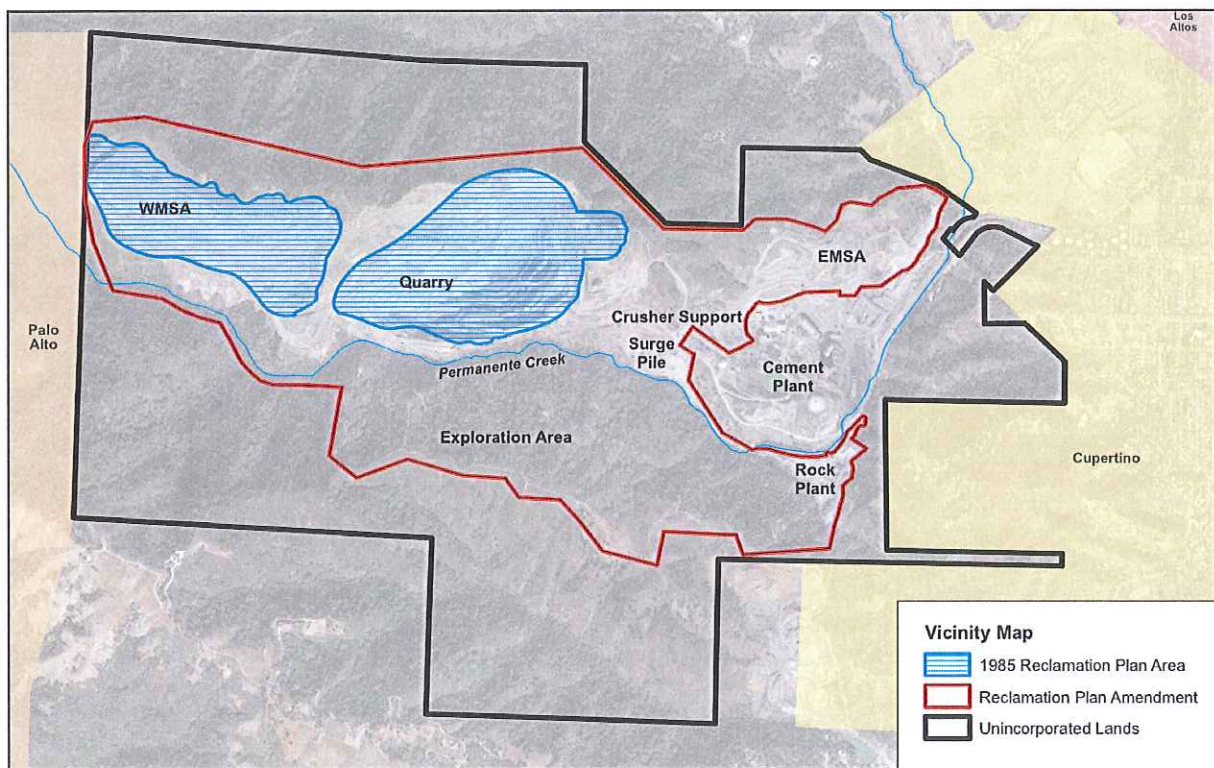 Los
Altos
WMSA
EMSA
Quarry
Crusher Support
Surge
Pile
Palo
Alto
Permanente Creek
Cement
Plant
Exploration Area
Cupertino
Rock
Plant
Vicinity Map
1985 Reclamation Plan Area
Reclamation Plan Amendment
Unincorporated Lands